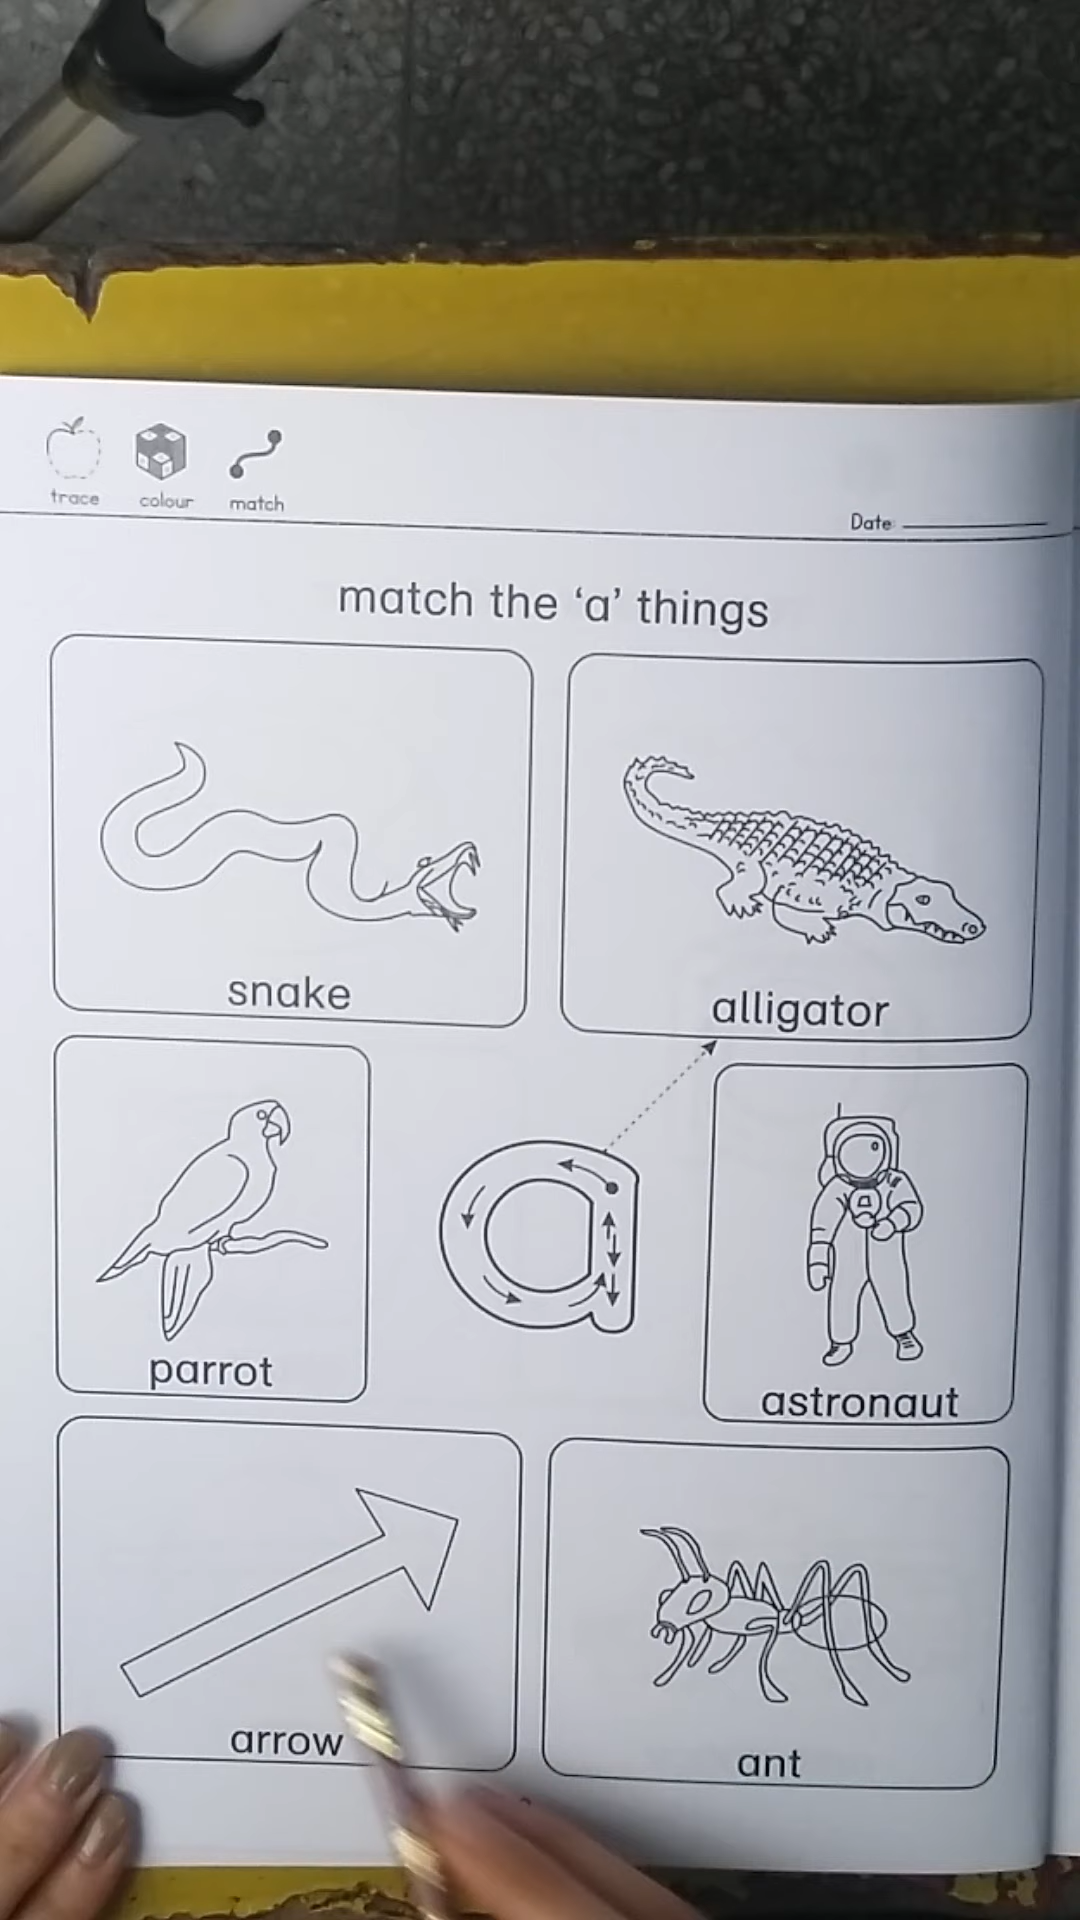 trace colour match
Date
match the ‘a’ things
snake
alligator
parrot
a
astronaut
arrow
ant